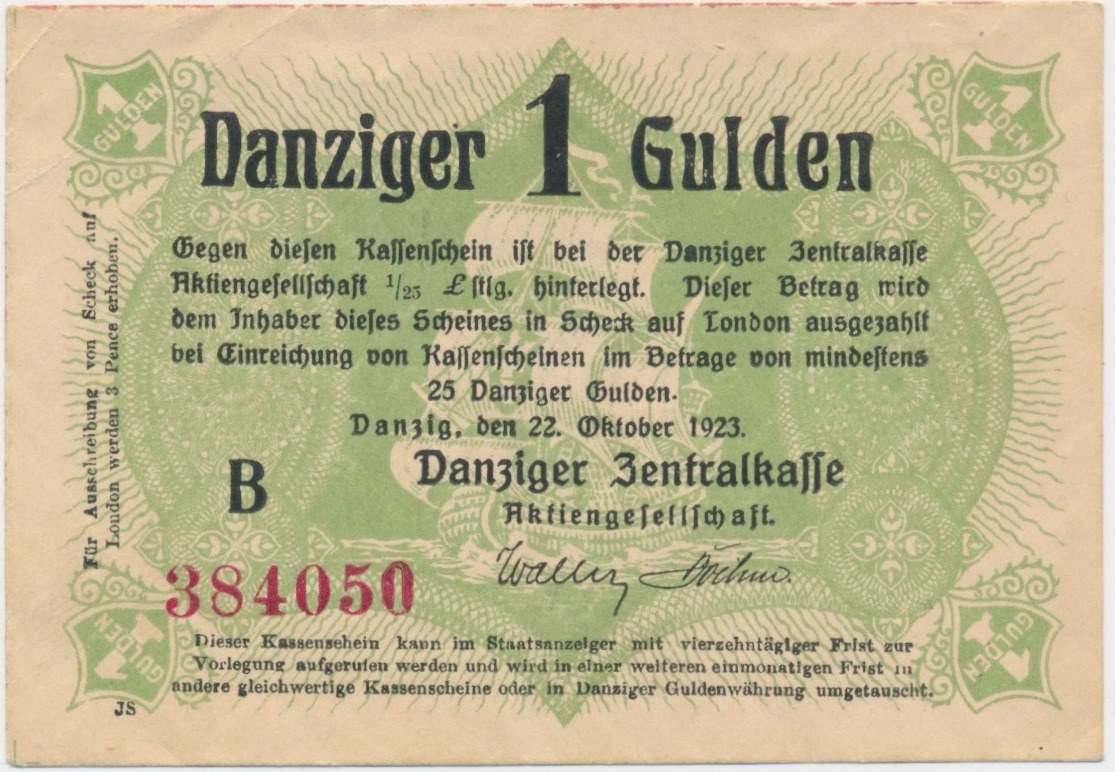 1
GULDEN
1
GULDEN
Danziger 1 Gulden
Gegen diesen Kassenschein ist bei der Danziger Zentralkasse
Aktiengesellschaft 1/25 £ stlg. hinterlegt. Dieser Betrag wird
dem Inhaber dieses Scheines in Scheck auf London ausgezahlt
bei Einreichung von Kassenscheinen im Betrage von mindestens
25 Danziger Gulden.
Danzig, den 22. Oktober 1923.
B
Danziger Zentralkasse
Aktiengesellschaft.
384050
Für Ausschreibung von Scheck auf
London werden 3 Pence erhoben.
Dieser Kassenschein kann im Staatsanzeiger mit vierzehntägiger Frist zur
Vorlegung aufgerufen werden und wird in einer weiteren einmonatigen Frist in
andere gleichwertige Kassenscheine oder in Danziger Guldenwährung umgetauscht.
1
GULDEN
1
GULDEN
JS